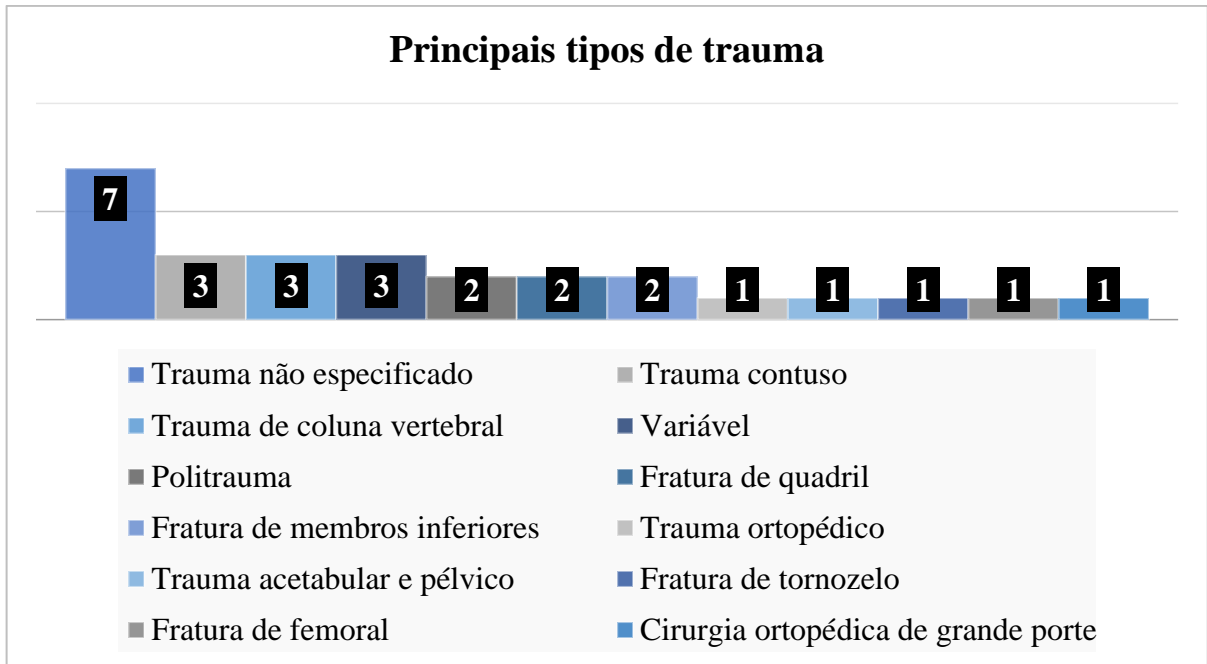 Principais tipos de trauma
7
3 3 3 2 2 2 1 1 1 1 1
Trauma não especificado Trauma contuso
Trauma de coluna vertebral Variável
Politrauma Fratura de quadril
Fratura de membros inferiores Trauma ortopédico
Trauma acetabular e pélvico Fratura de tornozelo
Fratura de femoral Cirurgia ortopédica de grande porte